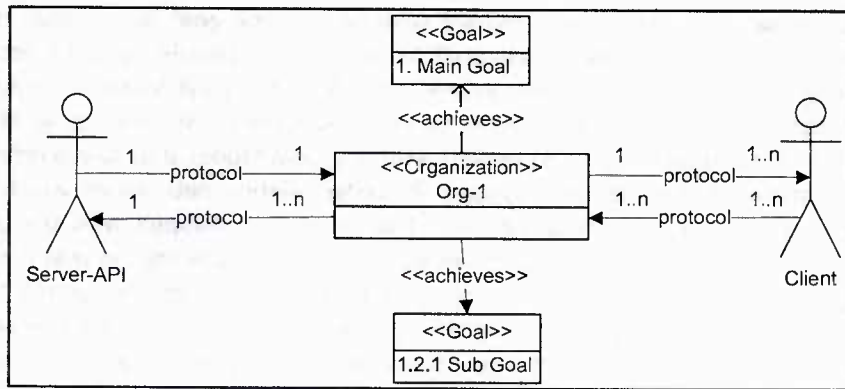 <<Goal>>
1. Main Goal
<<achieves>>
1 1 1 1..n
protocol <<Crganization>> protocol
Org-1
1 1..n 1..n 1..n
protocol protocol
Server-API <<achieves>> Client
<<Goal>>
1.2.1 Sub Goal